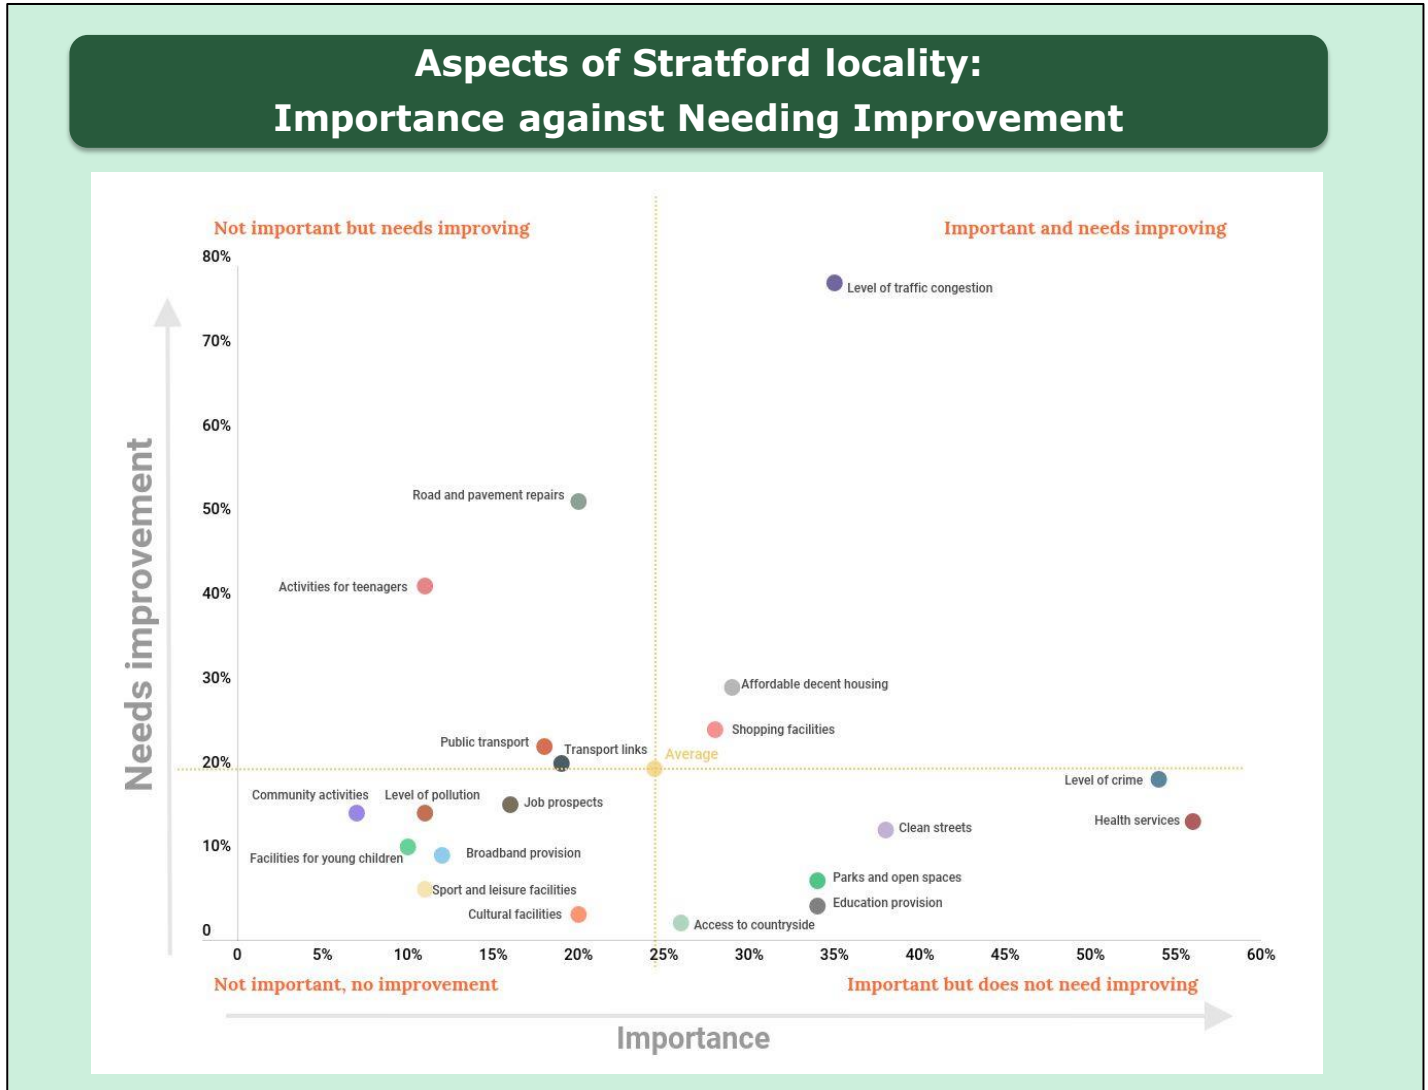 Aspects of Stratford locality:
Importance against Needing Improvement
Not important but needs improving
Important and needs improving
80%
Level of traffic congestion
70%
60%
Road and pavement repairs
50%
Activities for teenagers
40%
30%
Affordable decent housing
Shopping facilities
Public transport
Transport links
Average
20%
Level of crime
Community activities
Level of pollution
Job prospects
Health services
Clean streets
10%
Facilities for young children
Broadband provision
Parks and open spaces
Sport and leisure facilities
Education provision
Cultural facilities
Access to countryside
0
0
5%
10%
15%
20%
25%
30%
35%
40%
45%
50%
55%
60%
Needs improvement
Not important, no improvement
Important but does not need improving
Importance